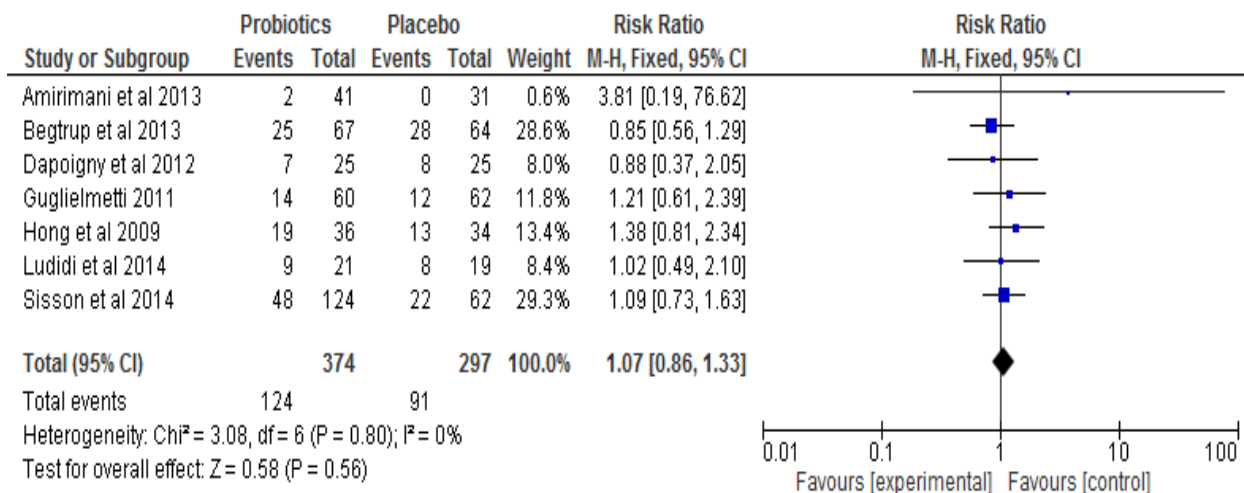 Probiotics Placebo Risk Ratio Risk Ratio
Study or Subgroup Events Total Events Total Weight M-H, Fixed, 95% CI M-H, Fixed, 95% CI
Amirimani et al 2013 2 41 0 31 0.6% 3.81 [0.19, 76.62]
Begtrup et al 2013 25 67 28 64 28.6% 0.85 [0.56, 1.29]
Dapoigny et al 2012 7 25 8 25 8.0% 0.88 [0.37, 2.05]
Guglielmetti 2011 14 60 12 62 11.8% 1.21 [0.61, 2.39]
Hong et al 2009 19 36 13 34 13.4% 1.38 [0.81, 2.34]
Ludidi et al 2014 9 21 8 19 8.4% 1.02 [0.49, 2.10]
Sisson et al 2014 48 124 22 62 29.3% 1.09 [0.73, 1.63]
Total (95% CI) 374 297 100.0% 1.07 [0.86, 1.33]
Total events 124 91
Heterogeneity: Chi² = 3.08, df = 6 (P = 0.80); I² = 0%
Test for overall effect: Z = 0.58 (P = 0.56)
0.01 0.1 1 10 100
Favours [experimental] Favours [control]